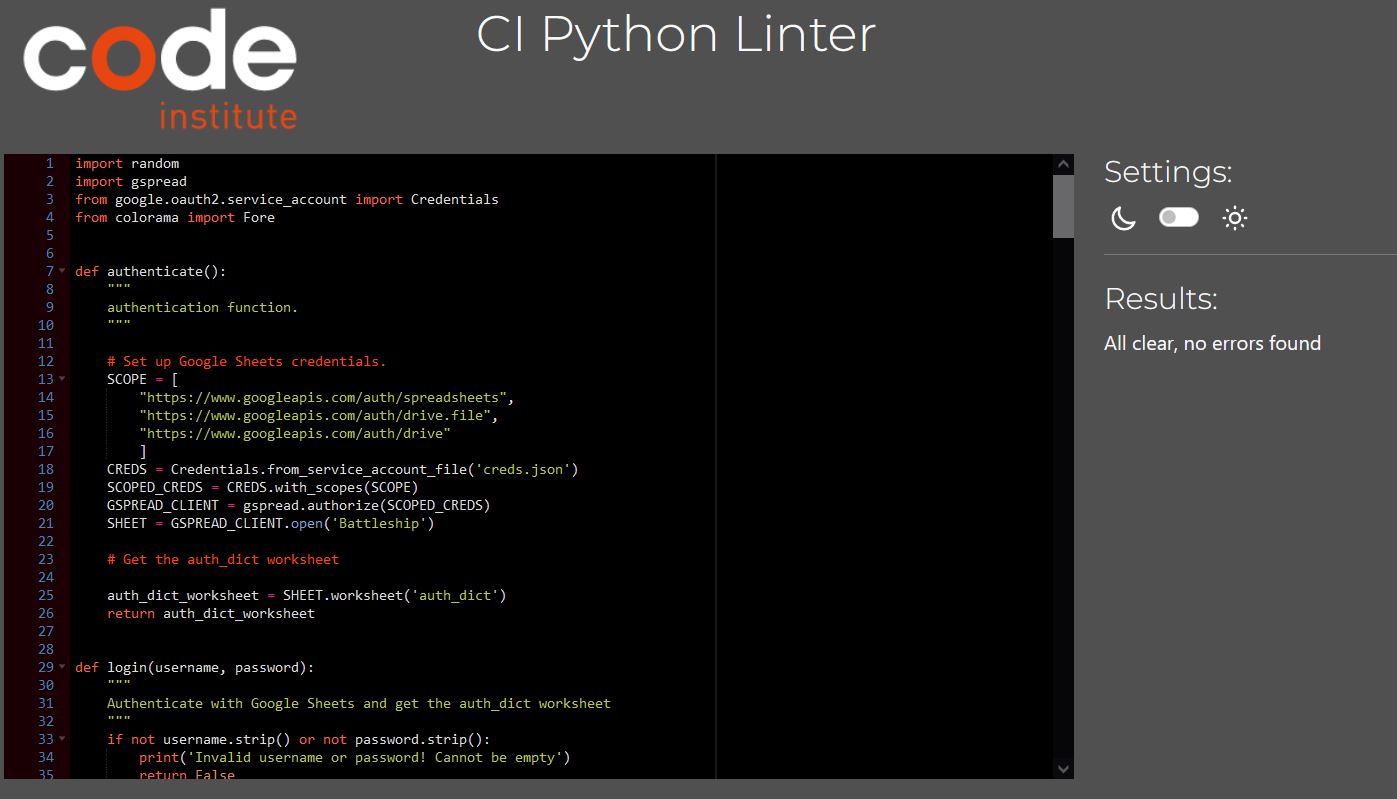 code
institute
CI Python Linter
1 import random
2 import gspread
3 from google.oauth2.service_account import Credentials
4 from colorama import Fore
5
6
7 def authenticate():
8     """
9     authentication function.
10     """
11
12     # Set up Google Sheets credentials.
13     SCOPE = [
14         "https://www.googleapis.com/auth/spreadsheets",
15         "https://www.googleapis.com/auth/drive.file",
16         "https://www.googleapis.com/auth/drive"
17         ]
18     CREDS = Credentials.from_service_account_file('creds.json')
19     SCOPED_CREDS = CREDS.with_scopes(SCOPE)
20     GSPREAD_CLIENT = gspread.authorize(SCOPED_CREDS)
21     SHEET = GSPREAD_CLIENT.open('Battleship')
22
23     # Get the auth_dict worksheet
24
25     auth_dict_worksheet = SHEET.worksheet('auth_dict')
26     return auth_dict_worksheet
27
28
29 def login(username, password):
30     """
31     Authenticate with Google Sheets and get the auth_dict worksheet
32     """
33     if not username.strip() or not password.strip():
34         print('Invalid username or password! Cannot be empty')
35         return False
Settings:
Results:
All clear, no errors found